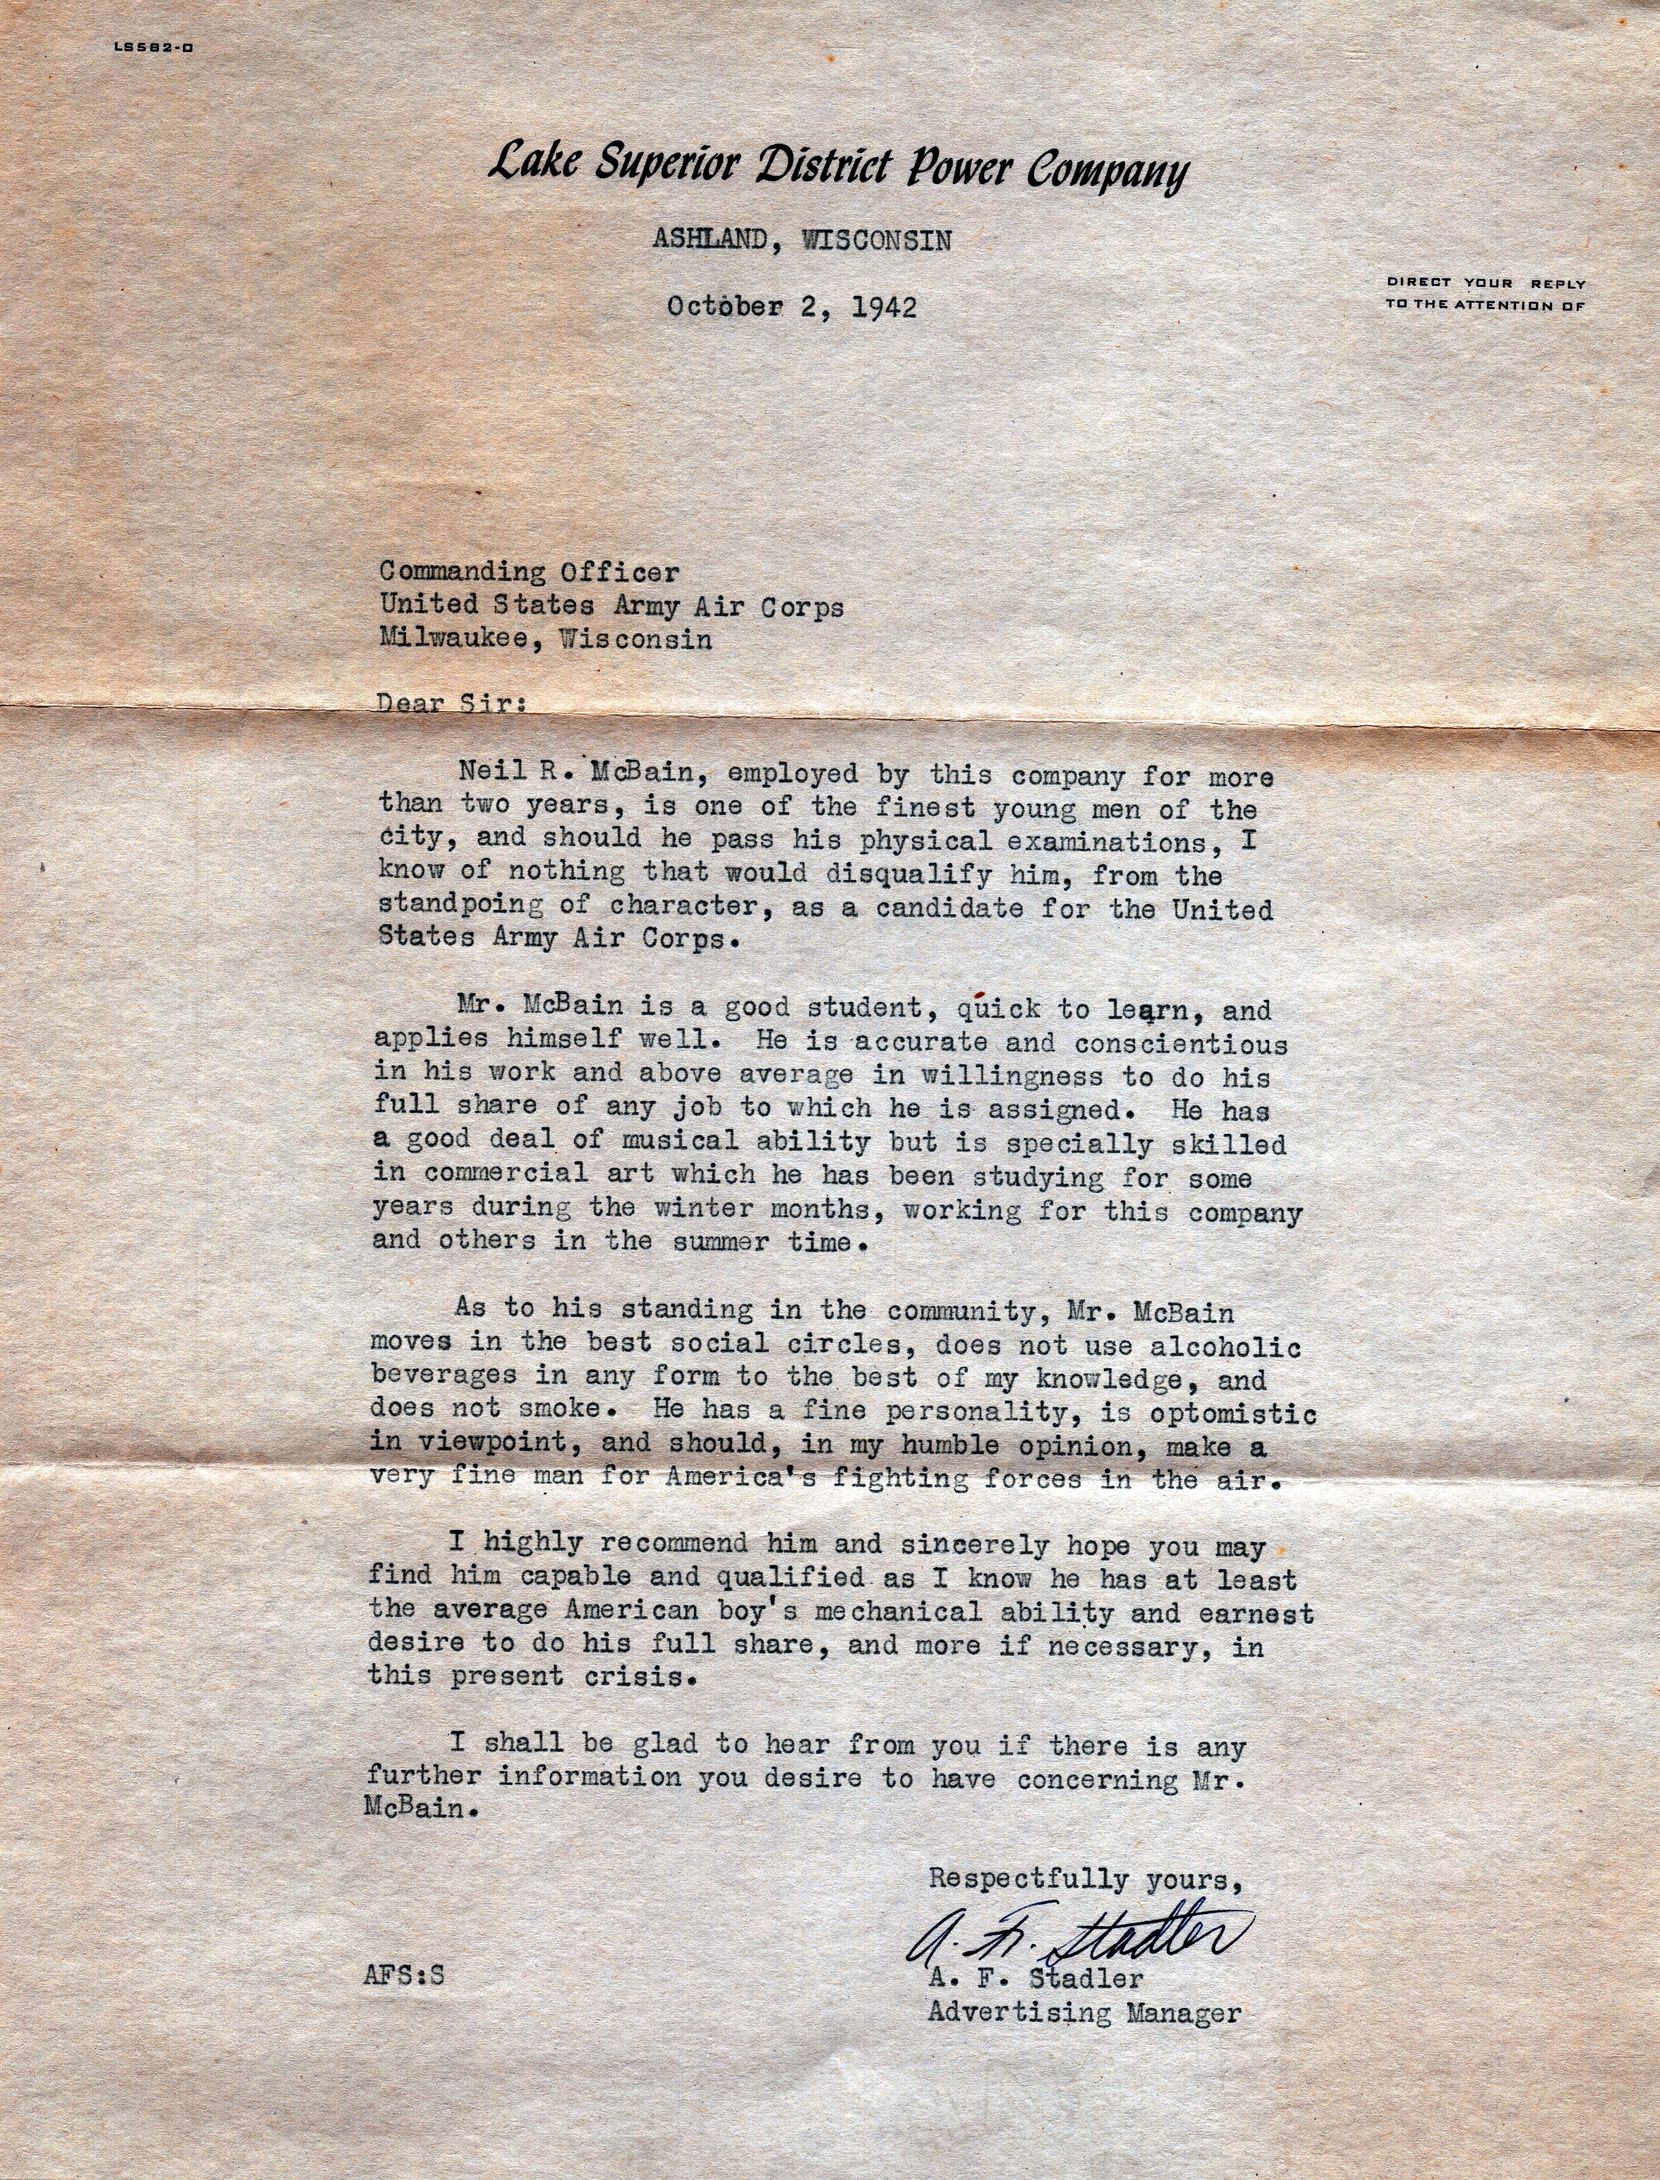 LS582-D
Lake Superior District Power Company
ASHLAND, WISCONSIN
October 2, 1942
DIRECT YOUR REPLY
TO THE ATTENTION OF
Commanding Officer
United States Army Air Corps
Milwaukee, Wisconsin
Dear Sir:
Neil R. McBain, employed by this company for more
than two years, is one of the finest young men of the
city, and should he pass his physical examinations, I
know of nothing that would disqualify him, from the
standpoing of character, as a candidate for the United
States Army Air Corps.
Mr. McBain is a good student, quick to learn, and
applies himself well. He is accurate and conscientious
in his work and above average in willingness to do his
full share of any job to which he is assigned. He has
a good deal of musical ability but is specially skilled
in commercial art which he has been studying for some
years during the winter months, working for this company
and others in the summer time.
As to his standing in the community, Mr. McBain
moves in the best social circles, does not use alcoholic
beverages in any form to the best of my knowledge, and
does not smoke. He has a fine personality, is optomistic
in viewpoint, and should, in my humble opinion, make a
very fine man for America's fighting forces in the air.
I highly recommend him and sincerely hope you may
find him capable and qualified as I know he has at least
the average American boy's mechanical ability and earnest
desire to do his full share, and more if necessary, in
this present crisis.
I shall be glad to hear from you if there is any
further information you desire to have concerning Mr.
McBain.
Respectfully yours,
A. F. Stadler
A. F. Stadler
AFS:S
Advertising Manager